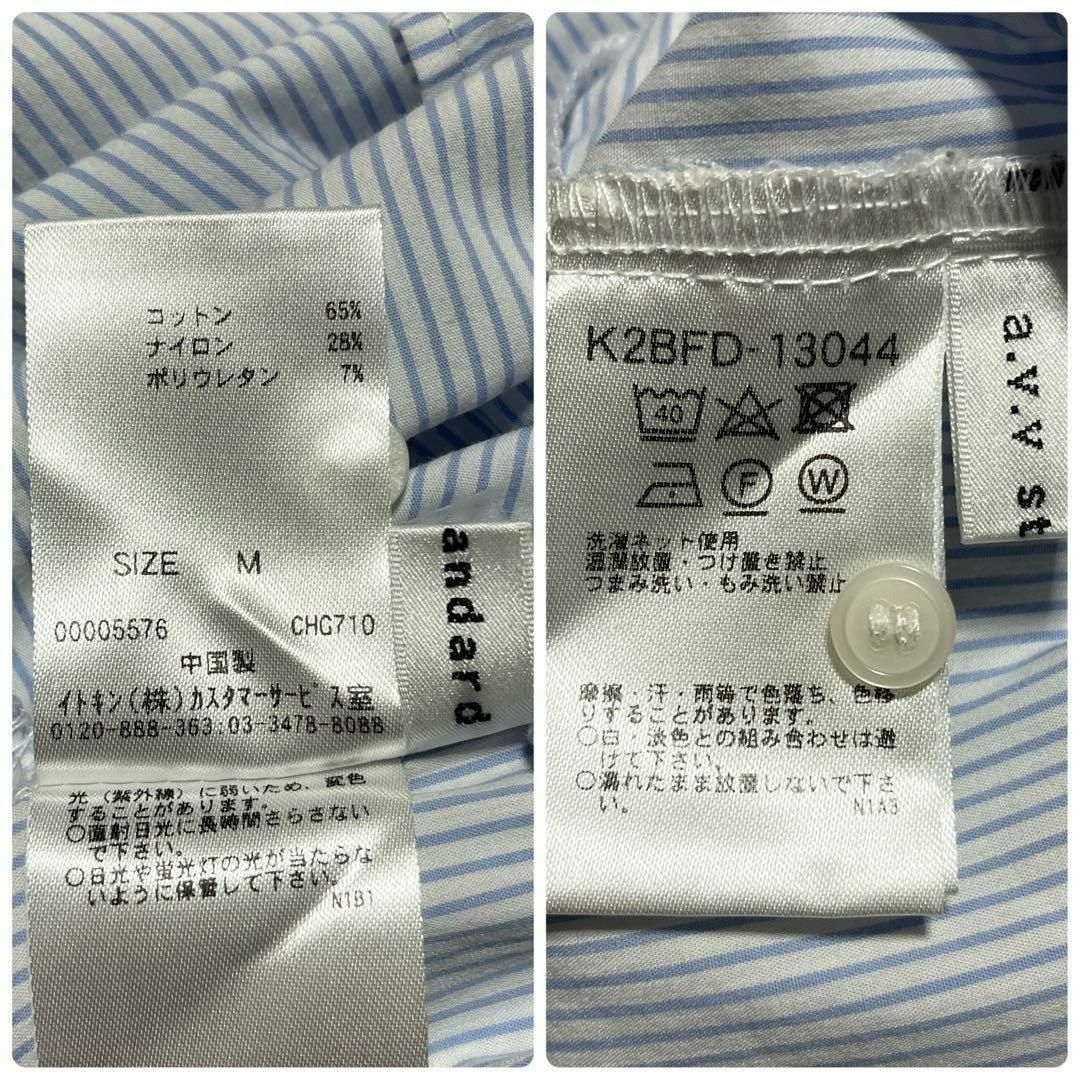 コットン 65%
ナイロン 28%
ポリウレタン 7%
SIZE M
00005576 CHG710
中国製
イトキン(株)カスタマーサービス室
0120-888-363:03-3478-8088
光(紫外線)に弱いため、変色
することがあります。
○直射日光に長時間さらさない
で下さい。
○日光や蛍光灯の光が当たらな
いように保管して下さい。
N1B1
andard
K2BFD-13044
40
F W
洗濯ネット使用
湿潤放置・つけ置き禁止
つまみ洗い・もみ洗い禁止
摩擦・汗・雨等で色落ち、色移
りすることがあります。
○白・淡色との組み合わせは避
けて下さい。
○濡れたまま放置しないで下さ
い。
N1A3
a.v.v st